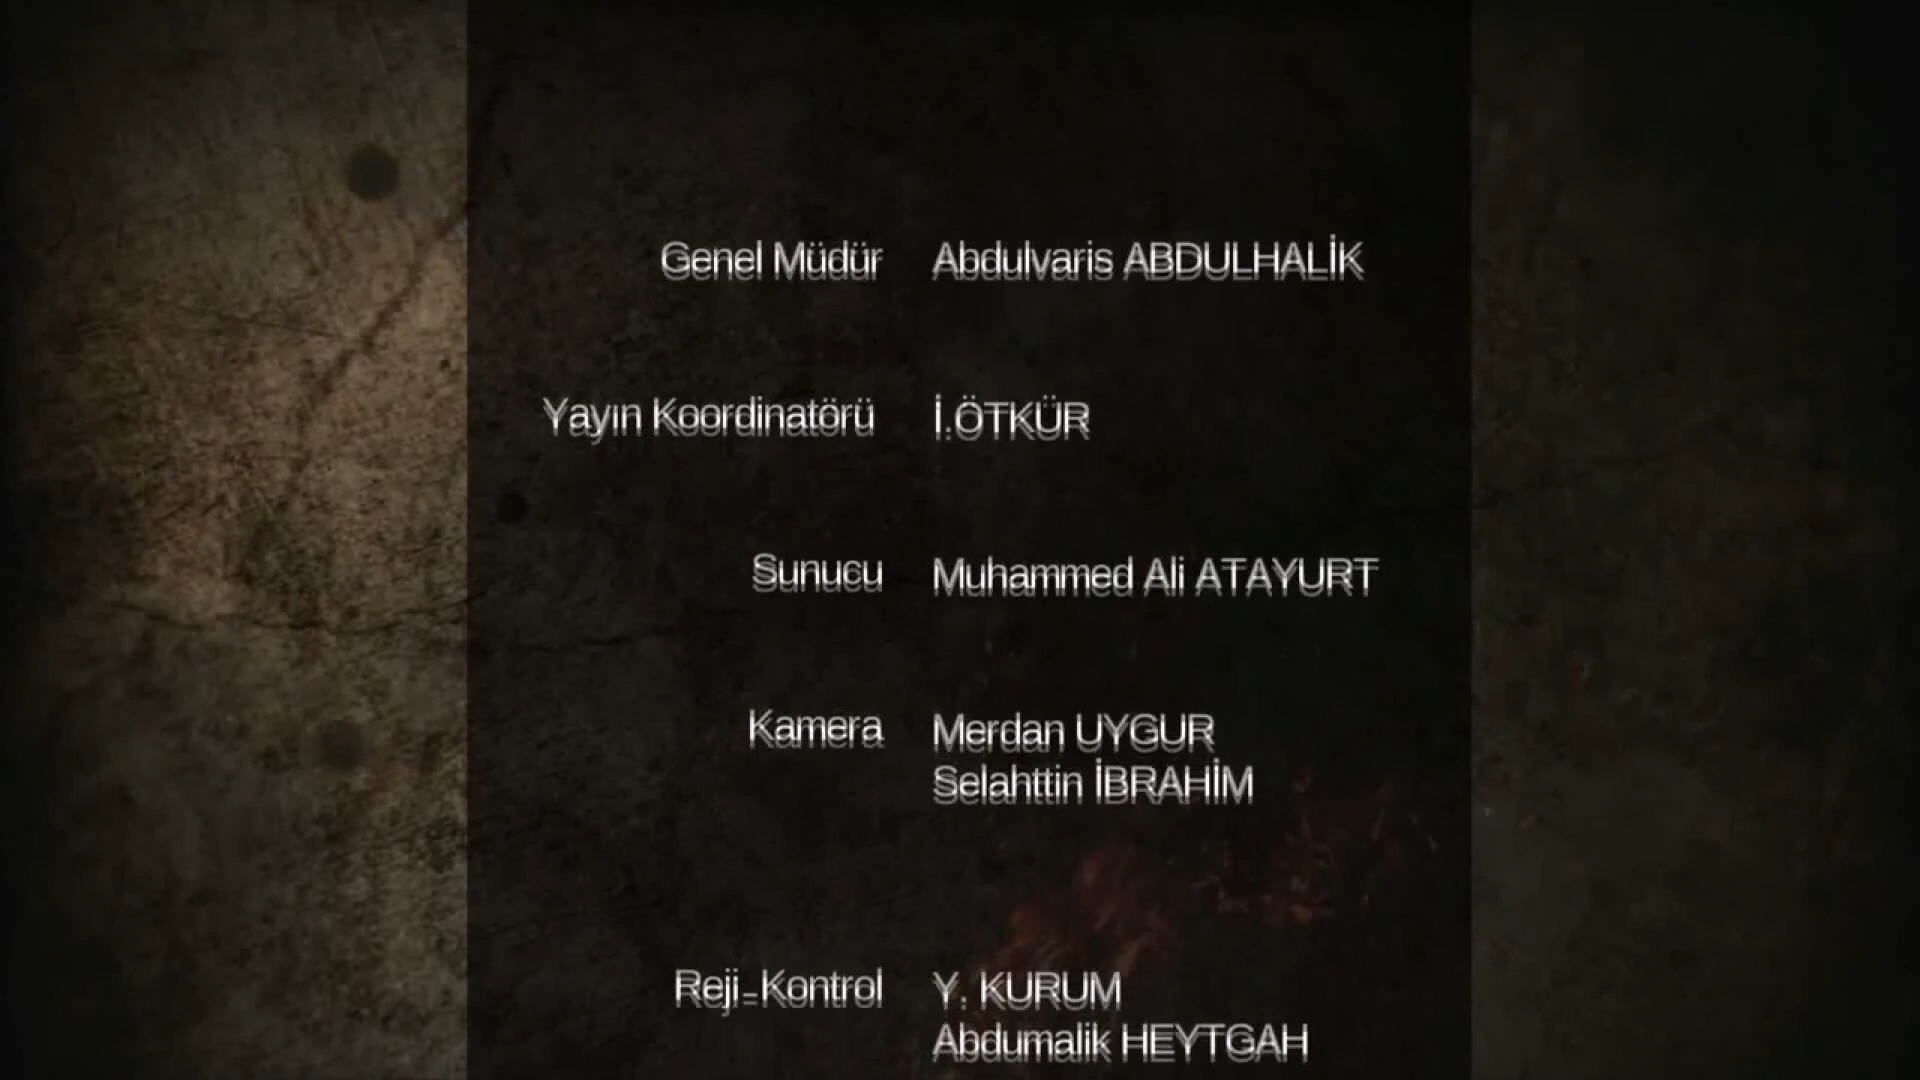 Genel Müdür Abdulvaris ABDULHALİK
Yayın Koordinatörü İ.ÖTKÜR
Sunucu Muhammed Ali ATAYURT
Kamera Merdan UYGUR
Selahttin İBRAHİM
Reji-Kontrol Y. KURUM
Abdumalik HEYTGAH